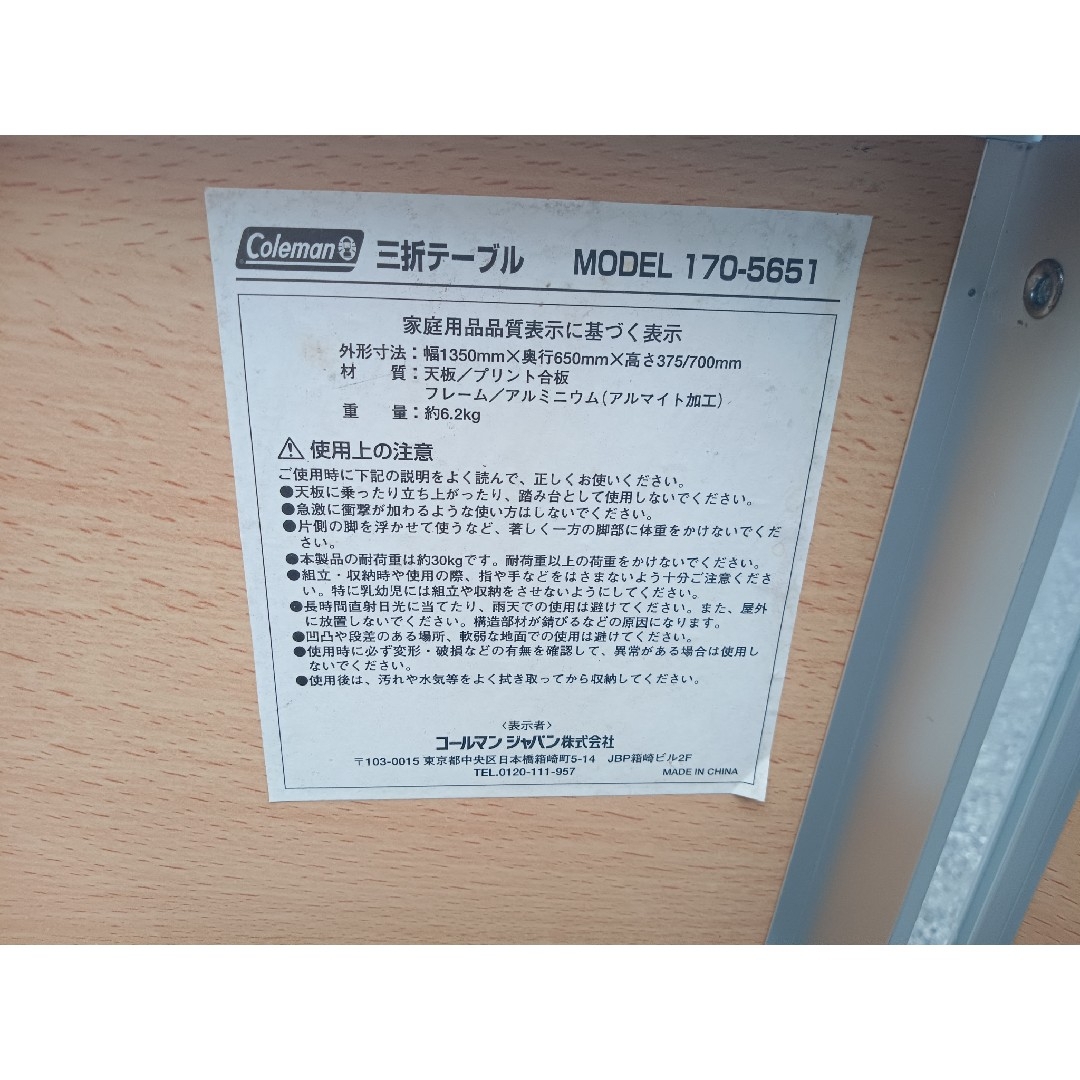 Coleman 三折テーブル MODEL 170-5651
家庭用品品質表示に基づく表示
外形寸法：幅1350mm×奥行650mm×高さ375/700mm
材 質：天板／プリント合板
フレーム／アルミニウム(アルマイト加工)
重 量：約6.2kg
⚠ 使用上の注意
ご使用時に下記の説明をよく読んで、正しくお使いください。
●天板に乗ったり立ち上がったり、踏み台として使用しないでください。
●急激に衝撃が加わるような使い方はしないでください。
●片側の脚を浮かせて使うなど、著しく一方の脚部に体重をかけないでくだ
さい。
●本製品の耐荷重は約30kgです。耐荷重以上の荷重をかけないでください。
●組立・収納時や使用の際、指や手などをはさまないよう十分ご注意くださ
い。特に乳幼児には組立や収納をさせないようにしてください。
●長時間直射日光に当てたり、雨天での使用は避けてください。また、屋外
に放置しないでください。構造部材が錆びるなどの原因になります。
●凹凸や段差のある場所、軟弱な地面での使用は避けてください。
●使用時に必ず変形・破損などの有無を確認して、異常がある場合は使用し
ないでください。
●使用後は、汚れや水気等をよく拭き取ってから収納してください。
〈表示者〉
コールマン ジャパン株式会社
〒103-0015 東京都中央区日本橋箱崎町5-14 JBP箱崎ビル2F
TEL.0120-111-957 MADE IN CHINA